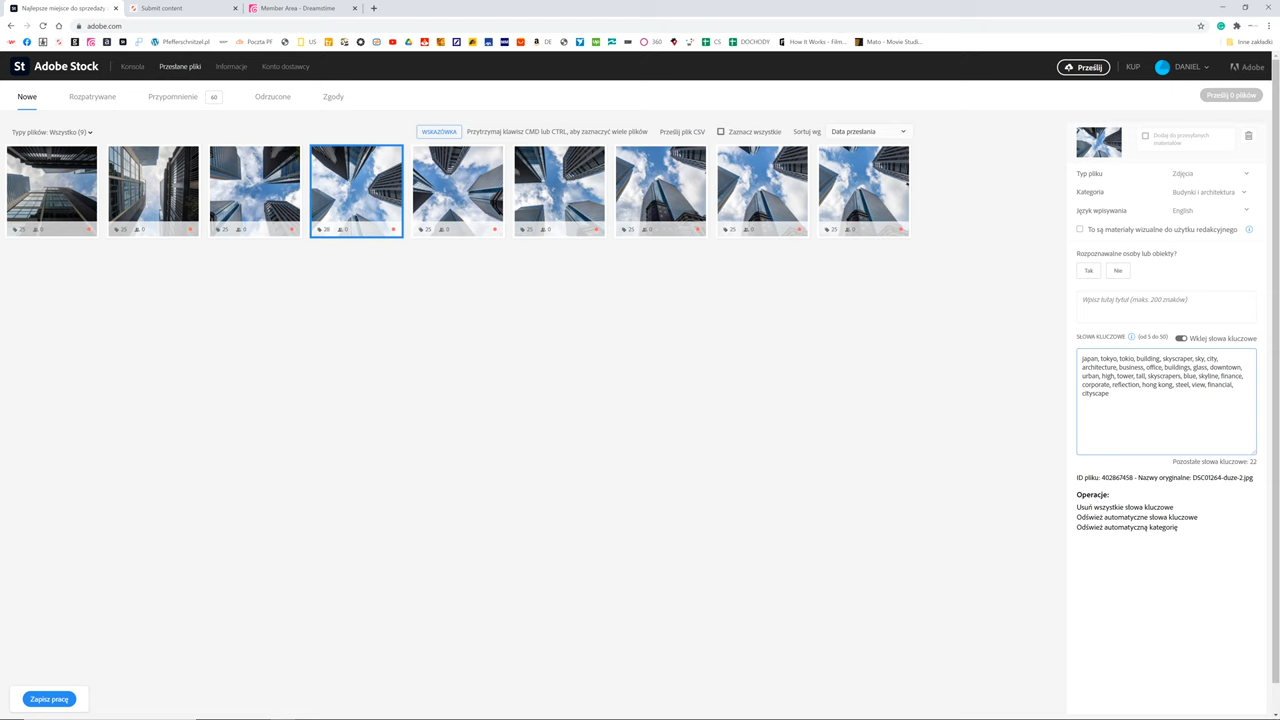 Najlepsze miejsce do sprzedaży
Submit content
Member Area - Dreamstime
adobe.com
Pfefferschnitzel.pl
Poczta PF
US
DE
360
CS
DOCHODY
How It Works - Film...
Mato - Movie Studi...
Inne zakładki
St Adobe Stock
Konsola
Przesłane pliki
Informacje
Konto dostawcy
Prześlij
KUP
DANIEL
Adobe
Nowe
Rozpatrywane
Przypomnienie 60
Odrzucone
Zgody
Prześlij 0 plików
Typy plików: Wszystko (9)
WSKAZÓWKA
Przytrzymaj klawisz CMD lub CTRL, aby zaznaczyć wiele plików
Prześlij plik CSV
Zaznacz wszystkie
Sortuj wg
Data przesłania
25 0
25 0
25 0
28 0
25 0
25 0
25 0
25 0
25 0
Dodaj do przesyłanych
materiałów
Typ pliku
Zdjęcia
Kategoria
Budynki i architektura
Język wpisywania
English
To są materiały wizualne do użytku redakcyjnego
Rozpoznawalne osoby lub obiekty?
Tak
Nie
Wpisz tutaj tytuł (maks. 200 znaków)
SŁOWA KLUCZOWE (od 5 do 50)
Wklej słowa kluczowe
japan, tokyo, tokio, building, skyscraper, sky, city,
architecture, business, office, buildings, glass, downtown,
urban, high, tower, tall, skyscrapers, blue, skyline, finance,
corporate, reflection, hong kong, steel, view, financial,
cityscape
Pozostałe słowa kluczowe: 22
ID pliku: 402867458 - Nazwy oryginalne: DSC01264-duze-2.jpg
Operacje:
Usuń wszystkie słowa kluczowe
Odśwież automatyczne słowa kluczowe
Odśwież automatyczną kategorię
Zapisz pracę